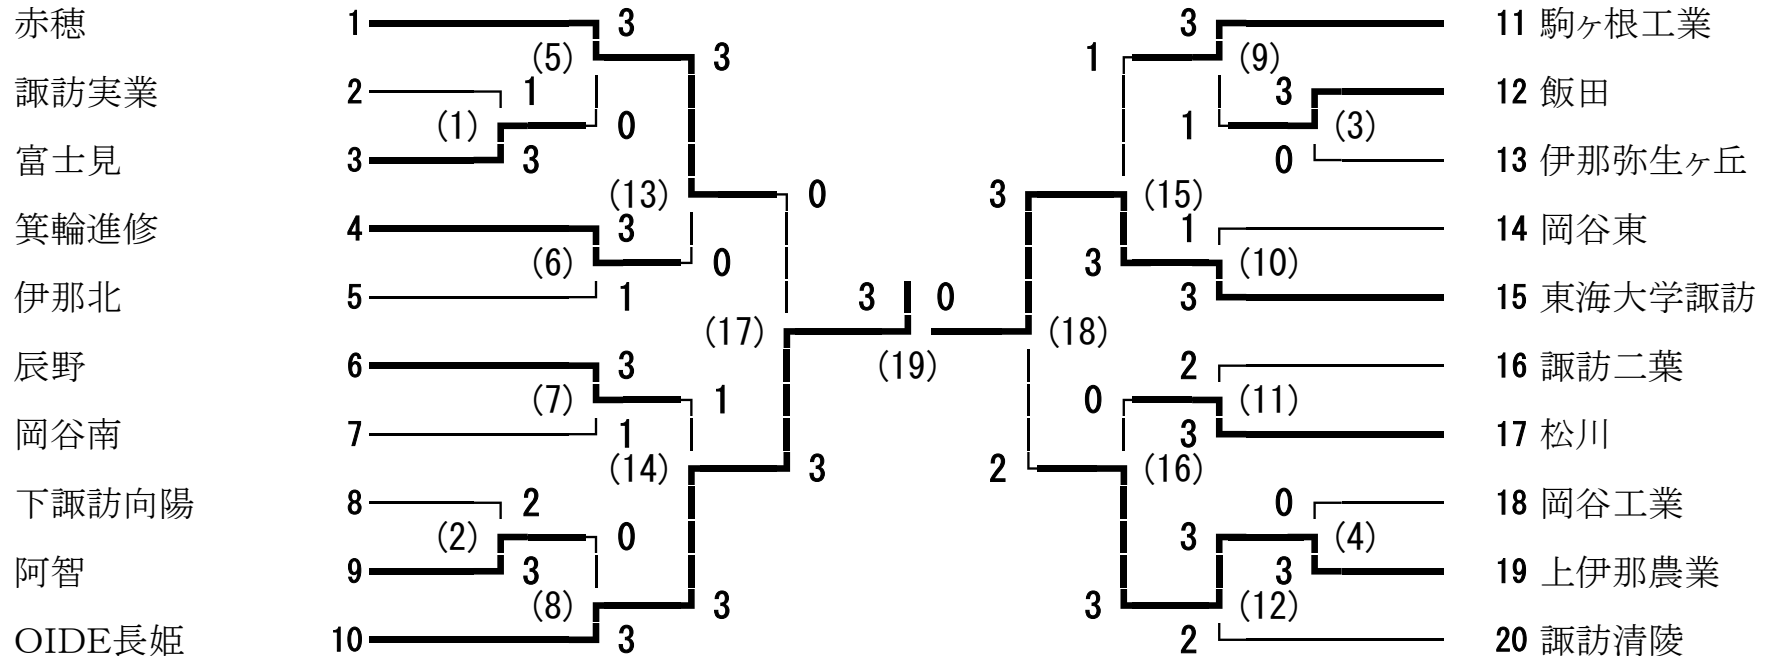 赤穂 1 3 3 11 駒ヶ根工業
(5) 3 1 (9)
諏訪実業 2 1 3 12 飯田
(1) 0 1 (3)
富士見 3 3 0 13 伊那弥生ヶ丘
(13) 0 3 (15)
箕輪進修 4 3 1 14 岡谷東
(6) 0 3 (10)
伊那北 5 1 3 0 3 15 東海大学諏訪
(17) (18)
辰野 6 3 (19) 2 16 諏訪二葉
(7) 1 0 (11)
岡谷南 7 1 3 17 松川
(14) 3 2 (16)
下諏訪向陽 8 2 0 18 岡谷工業
(2) 0 3 (4)
阿智 9 3 3 19 上伊那農業
(8) 3 3 (12)
OIDE長姫 10 3 2 20 諏訪清陵